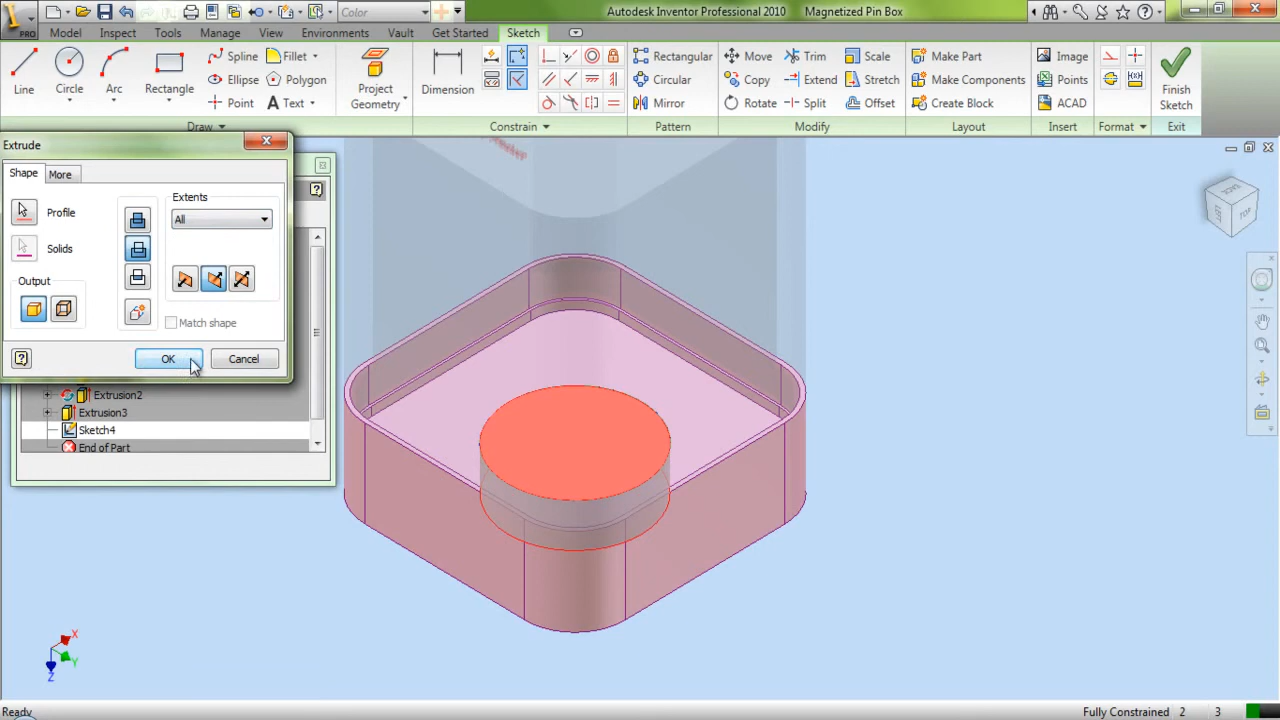 Color
Autodesk Inventor Professional 2010
Magnetized Pin Box
PRO
Model
Inspect
Tools
Manage
View
Environments
Vault
Get Started
Sketch
Line
Circle
Arc
Rectangle
Spline
Fillet
Ellipse
Polygon
Point
Text
Project
Geometry
Dimension
Rectangular
Circular
Mirror
Move
Trim
Scale
Copy
Extend
Stretch
Rotate
Split
Offset
Make Part
Make Components
Create Block
Image
Points
ACAD
Finish
Sketch
Draw
Constrain
Pattern
Modify
Layout
Insert
Format
Exit
Extrude
Shape
More
Profile
Solids
Output
Extents
All
Match shape
OK
Cancel
Extrusion2
Extrusion3
Sketch4
End of Part
TOP
X
Y
Z
Ready
Fully Constrained
2
3